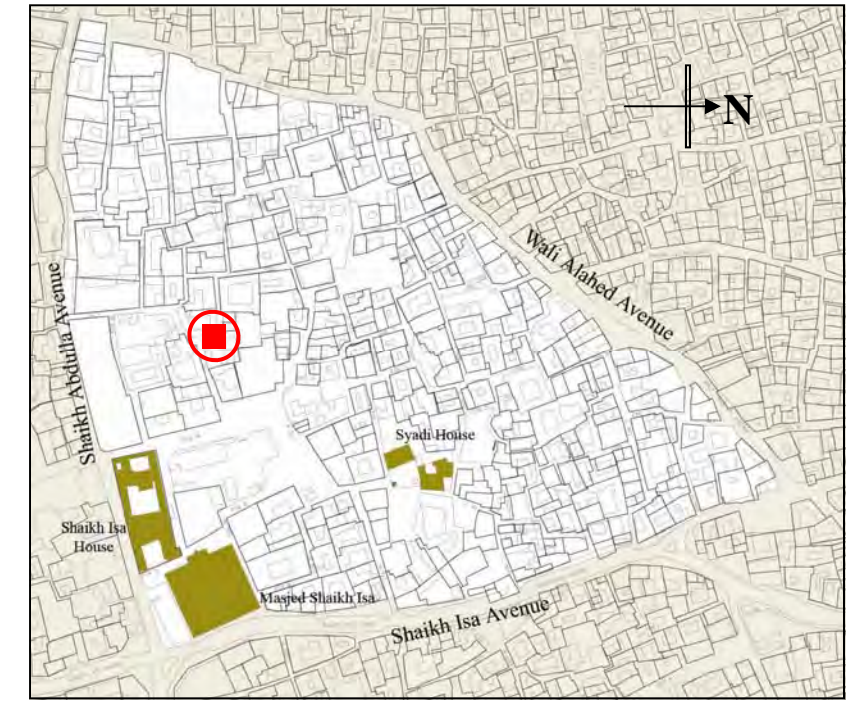 N
Wali Alahed Avenue
Shaikh Abdulla Avenue
Syadi House
Shaikh Isa
House
Masjed Shaikh Isa
Shaikh Isa Avenue